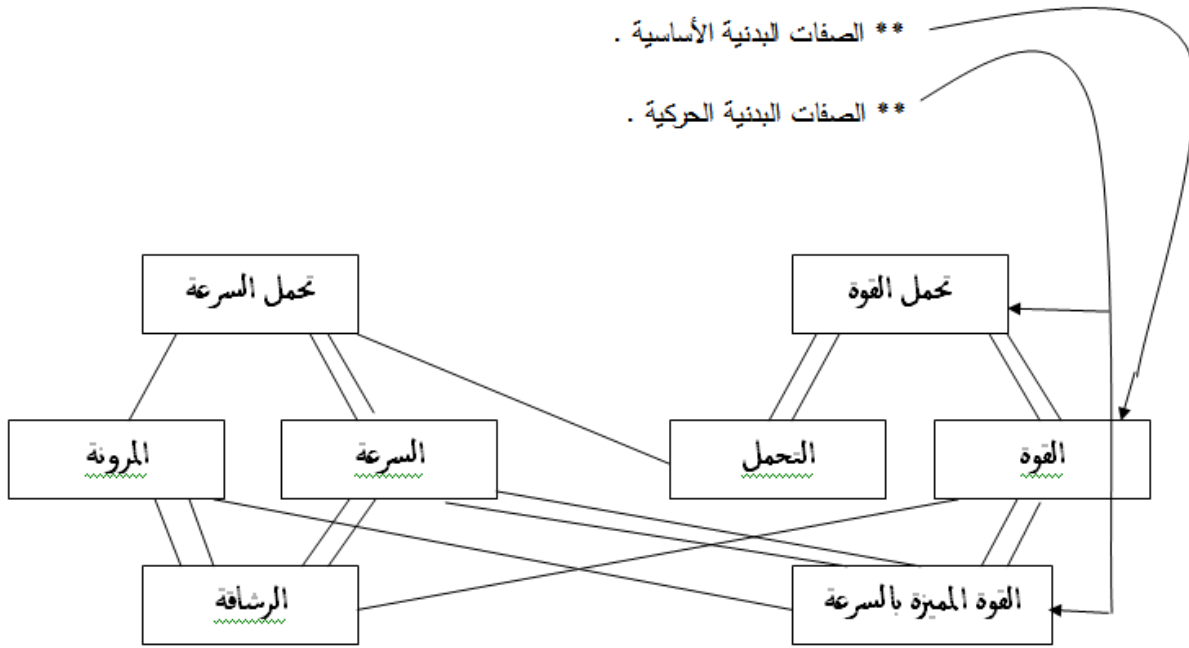 ** الصفات البدنية الأساسية .
** الصفات البدنية الحركية .
تحمل القوة
تحمل السرعة
القوة
التحمل
السرعة
المرونة
القوة المميزة بالسرعة
الرشاقة